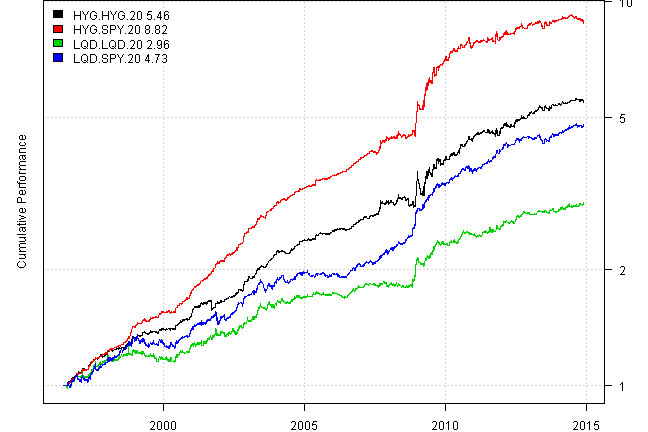 HYG.HYG.20 5.46
HYG.SPY.20 8.82
LQD.LQD.20 2.96
LQD.SPY.20 4.73
Cumulative Performance
10
5
2
1
2000 2005 2010 2015